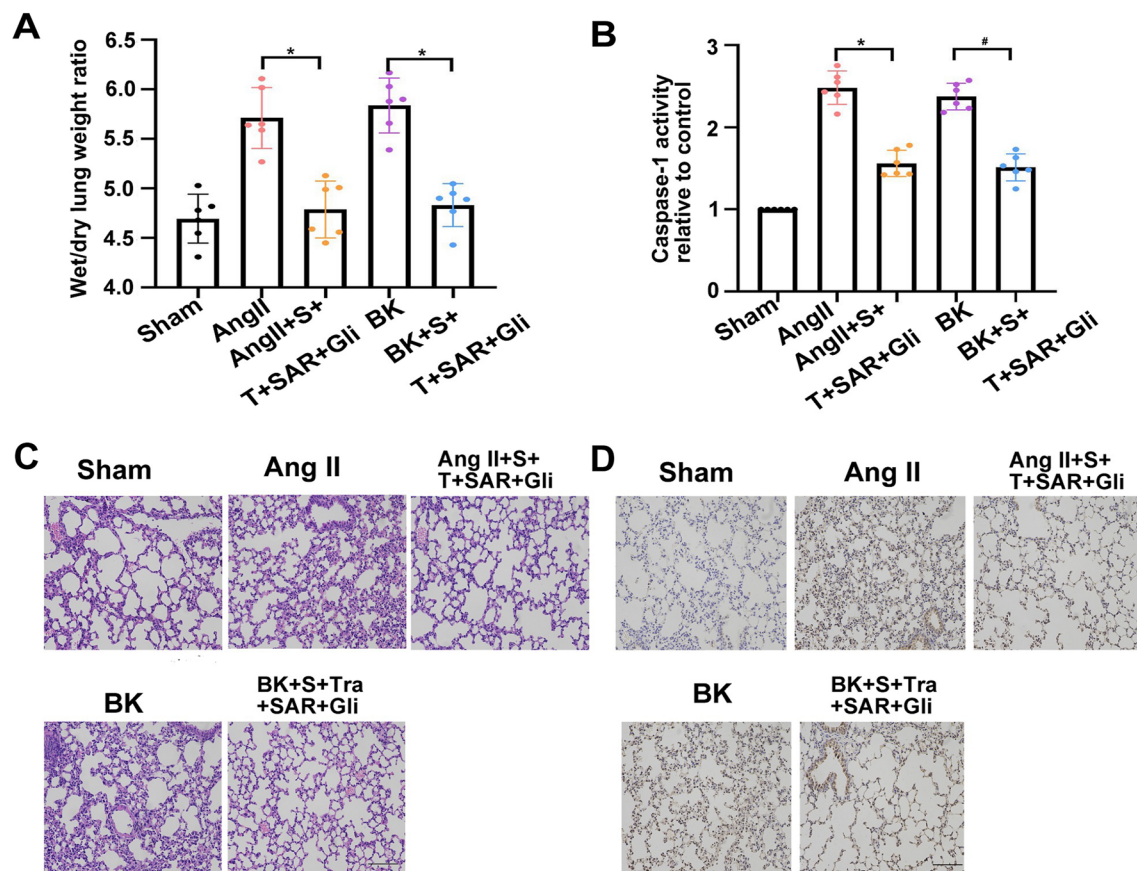 A
Wet/dry lung weight ratio
6.5
6.0
5.5
5.0
4.5
4.0
*
*
Sham
AngII
AngII+S+
T+SAR+Gli
BK
BK+S+
T+SAR+Gli
B
Caspase-1 activity
relative to control
3
2
1
0
*
#
Sham
AngII
AngII+S+
T+SAR+Gli
BK
BK+S+
T+SAR+Gli
C
Sham
Ang II
Ang II+S+
T+SAR+Gli
BK
BK+S+Tra
+SAR+Gli
D
Sham
Ang II
Ang II+S+
T+SAR+Gli
BK
BK+S+Tra
+SAR+Gli